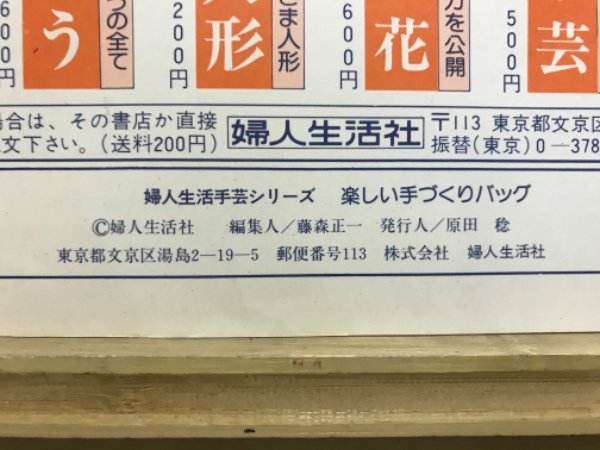 つの全て
う
600円
形
さま人形
200円
花
方を公開
600円
芸
500円
場合は、その書店か直接
文下さい。(送料200円)
婦人生活社
〒113 東京都文京区
振替(東京)0―378
婦人生活手芸シリーズ 楽しい手づくりバッグ
©婦人生活社 編集人/藤森正一 発行人/原田 稔
東京都文京区湯島2―19―5 郵便番号113 株式会社 婦人生活社